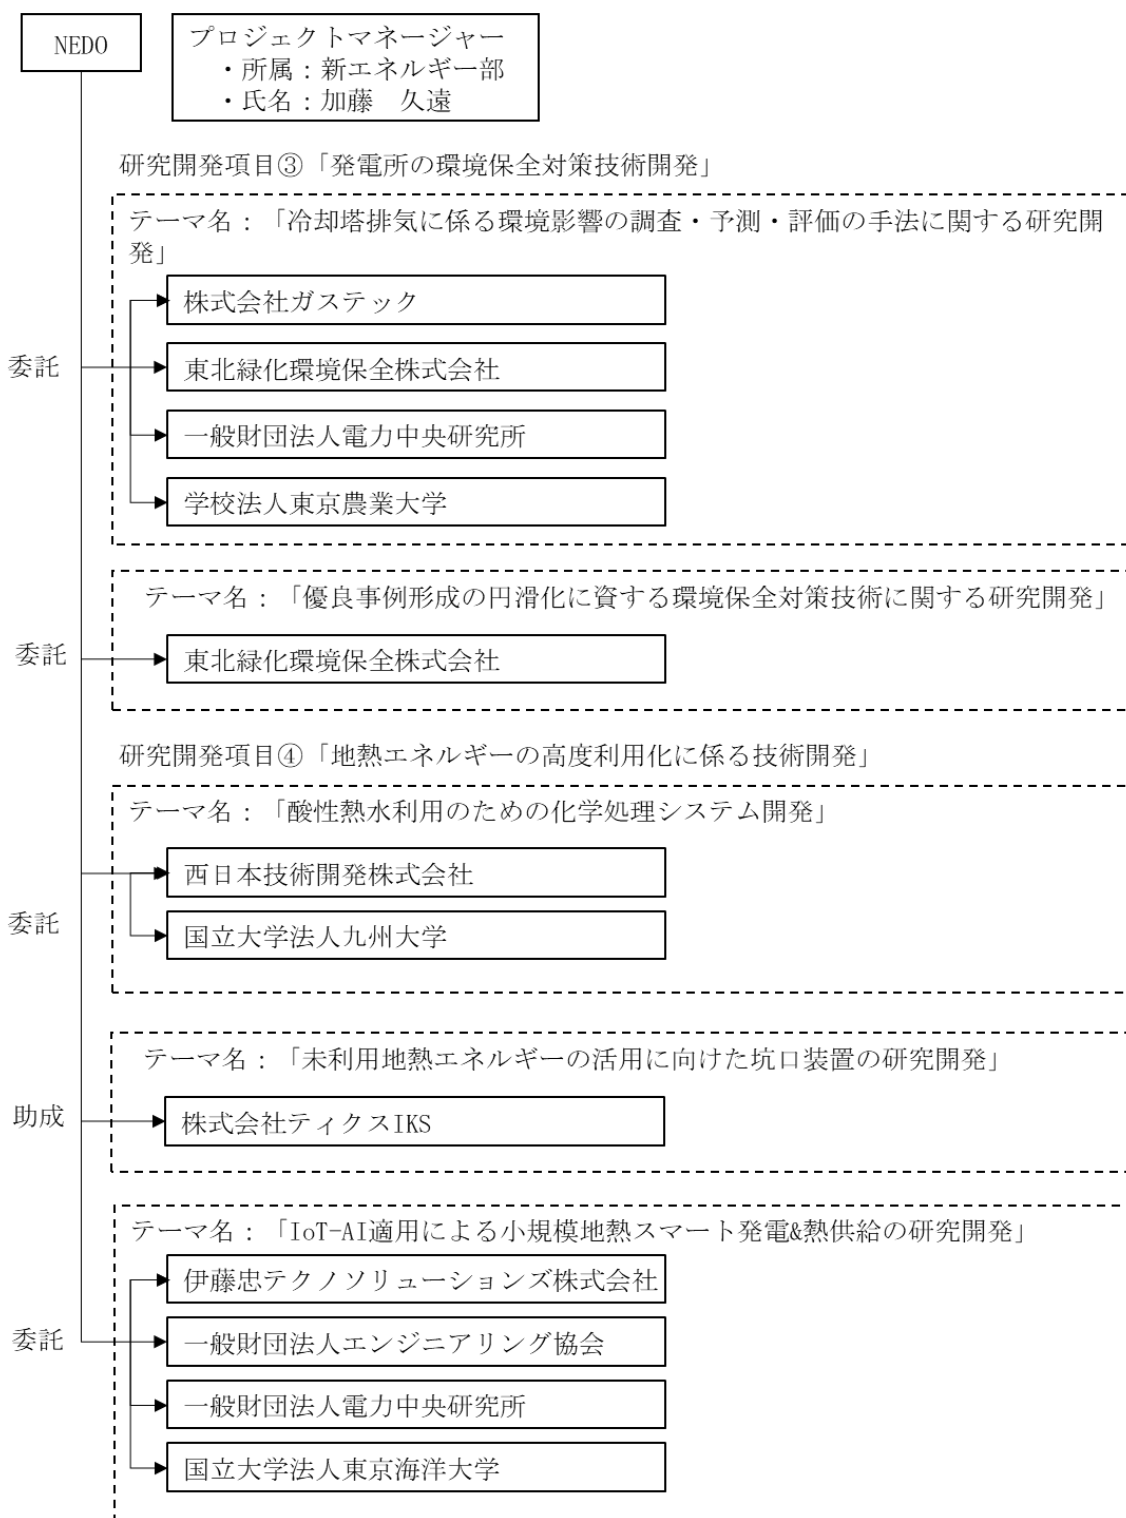 NEDO
プロジェクトマネージャー
・所属：新エネルギー部
・氏名：加藤　久遠
研究開発項目③「発電所の環境保全対策技術開発」
テーマ名：「冷却塔排気に係る環境影響の調査・予測・評価の手法に関する研究開
発」
株式会社ガステック
委託
東北緑化環境保全株式会社
一般財団法人電力中央研究所
学校法人東京農業大学
テーマ名：「優良事例形成の円滑化に資する環境保全対策技術に関する研究開発」
委託
東北緑化環境保全株式会社
研究開発項目④「地熱エネルギーの高度利用化に係る技術開発」
テーマ名：「酸性熱水利用のための化学処理システム開発」
西日本技術開発株式会社
委託
国立大学法人九州大学
テーマ名：「未利用地熱エネルギーの活用に向けた坑口装置の研究開発」
助成
株式会社ティクスIKS
テーマ名：「IoT-AI適用による小規模地熱スマート発電&熱供給の研究開発」
伊藤忠テクノソリューションズ株式会社
委託
一般財団法人エンジニアリング協会
一般財団法人電力中央研究所
国立大学法人東京海洋大学